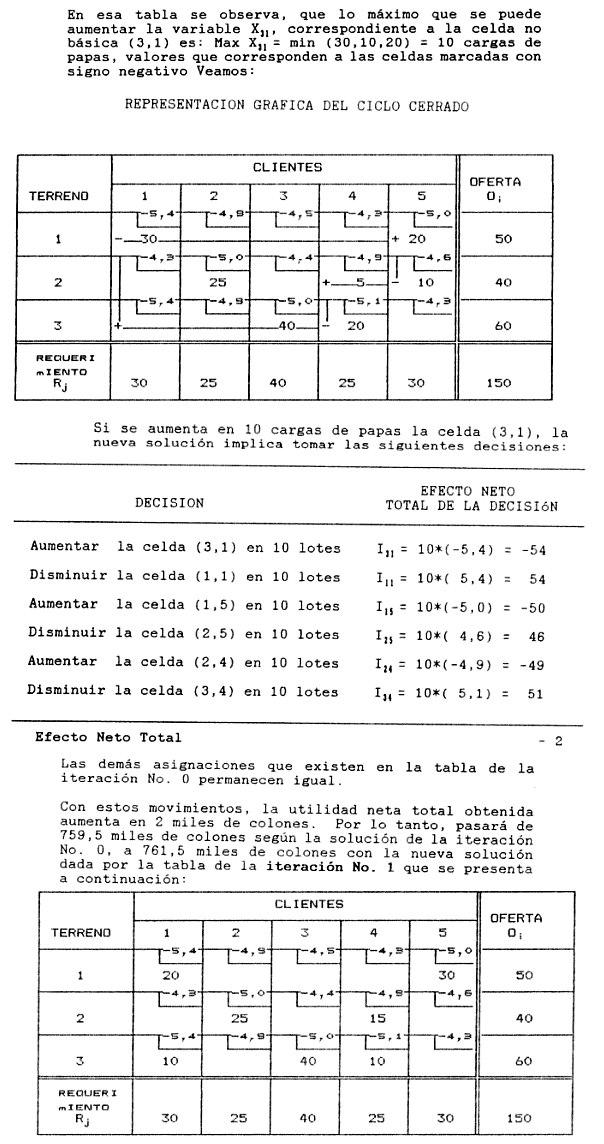 En esa tabla se observa, que lo máximo que se puede
aumentar la variable X₃₁, correspondiente a la celda no
básica (3,1) es: Max X₃₁ = min (30,10,20) = 10 cargas de
papas, valores que corresponden a las celdas marcadas con
signo negativo Veamos:
REPRESENTACION GRAFICA DEL CICLO CERRADO
CLIENTES
TERRENO 1 2 3 4 5 OFERTA Oᵢ
-5,4 -4,9 -4,5 -4,3 -5,0
1 - 30 + 20 50
-4,3 -5,0 -4,4 -4,9 -4,6
2 25 + 5 - 10 40
-5,4 -4,9 -5,0 -5,1 -4,3
3 + 40 - 20 60
REQUERI
mIENTO
Rⱼ 30 25 40 25 30 150
Si se aumenta en 10 cargas de papas la celda (3,1), la
nueva solución implica tomar las siguientes decisiones:
DECISION EFECTO NETO
TOTAL DE LA DECISIóN
Aumentar la celda (3,1) en 10 lotes I₃₁ = 10*(-5,4) = -54
Disminuir la celda (1,1) en 10 lotes I₁₁ = 10*( 5,4) = 54
Aumentar la celda (1,5) en 10 lotes I₁₅ = 10*(-5,0) = -50
Disminuir la celda (2,5) en 10 lotes I₂₅ = 10*( 4,6) = 46
Aumentar la celda (2,4) en 10 lotes I₂₄ = 10*(-4,9) = -49
Disminuir la celda (3,4) en 10 lotes I₃₄ = 10*( 5,1) = 51
Efecto Neto Total - 2
Las demás asignaciones que existen en la tabla de la
iteración No. 0 permanecen igual.
Con estos movimientos, la utilidad neta total obtenida
aumenta en 2 miles de colones. Por lo tanto, pasará de
759,5 miles de colones según la solución de la iteración
No. 0, a 761,5 miles de colones con la nueva solución
dada por la tabla de la iteración No. 1 que se presenta
a continuación:
CLIENTES
TERRENO 1 2 3 4 5 OFERTA Oᵢ
-5,4 -4,9 -4,5 -4,3 -5,0
1 20 30 50
-4,3 -5,0 -4,4 -4,9 -4,6
2 25 15 40
-5,4 -4,9 -5,0 -5,1 -4,3
3 10 40 10 60
REQUERI
mIENTO
Rⱼ 30 25 40 25 30 150